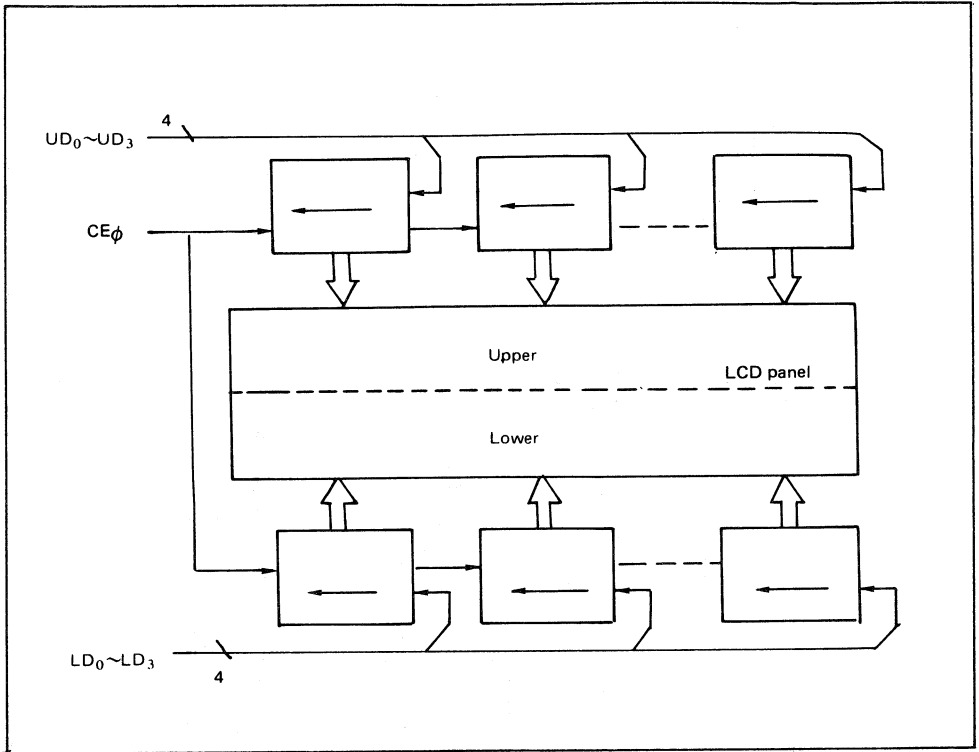 4
UD₀~UD₃
CEϕ
Upper
LCD panel
Lower
LD₀~LD₃
4